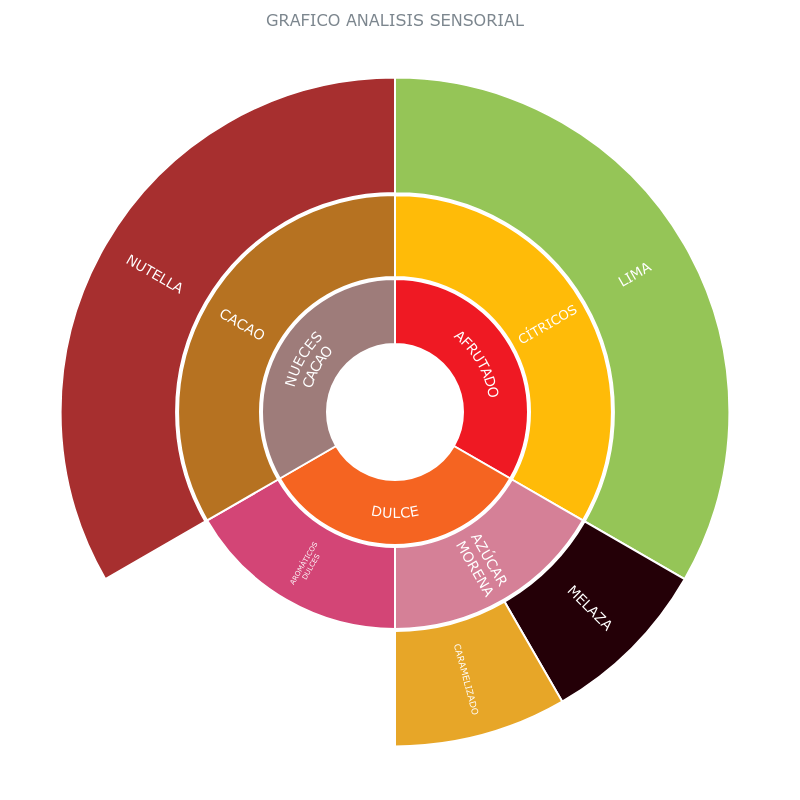 GRAFICO ANALISIS SENSORIAL
NUTELLA
CACAO
NUECES
CACAO
AFRUTADO
CÍTRICOS
LIMA
DULCE
AROMÁTICOS
DULCES
AZÚCAR
MORENA
MELAZA
CARAMELIZADO